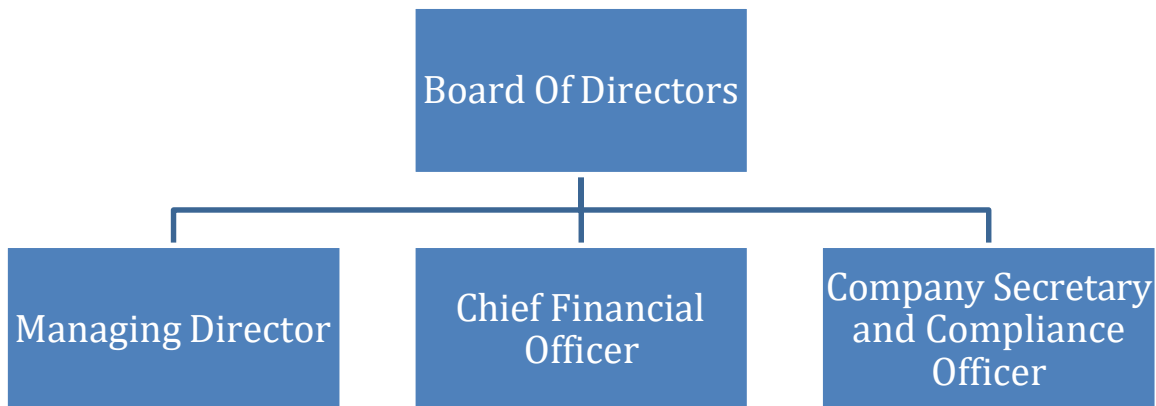 Board Of Directors
Managing Director
Chief Financial
Officer
Company Secretary
and Compliance
Officer